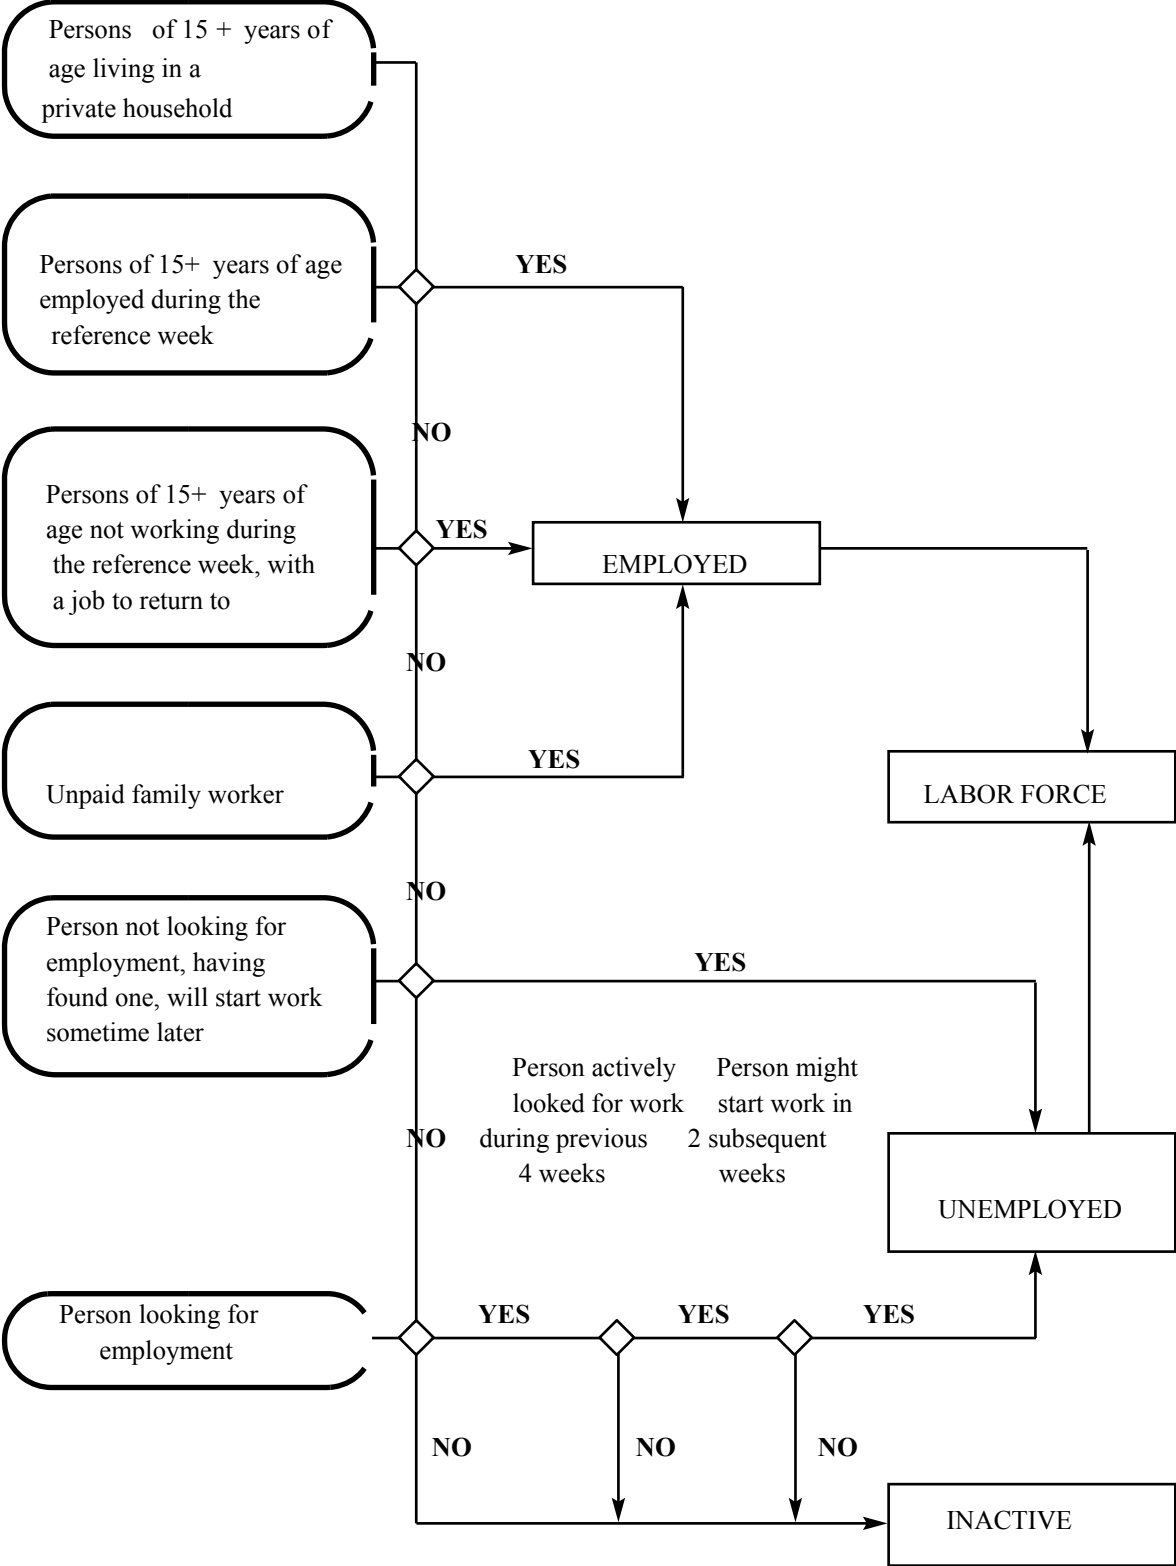 Persons of 15 + years of
age living in a
private household
YES
Persons of 15+ years of age
employed during the
reference week
NO
Persons of 15+ years of
age not working during
the reference week, with
a job to return to
YES
EMPLOYED
NO
YES
Unpaid family worker
LABOR FORCE
NO
Person not looking for
employment, having
found one, will start work
sometime later
YES
Person actively
looked for work
during previous
4 weeks
Person might
start work in
2 subsequent
weeks
NO
UNEMPLOYED
Person looking for
employment
YES
YES
YES
NO
NO
NO
INACTIVE